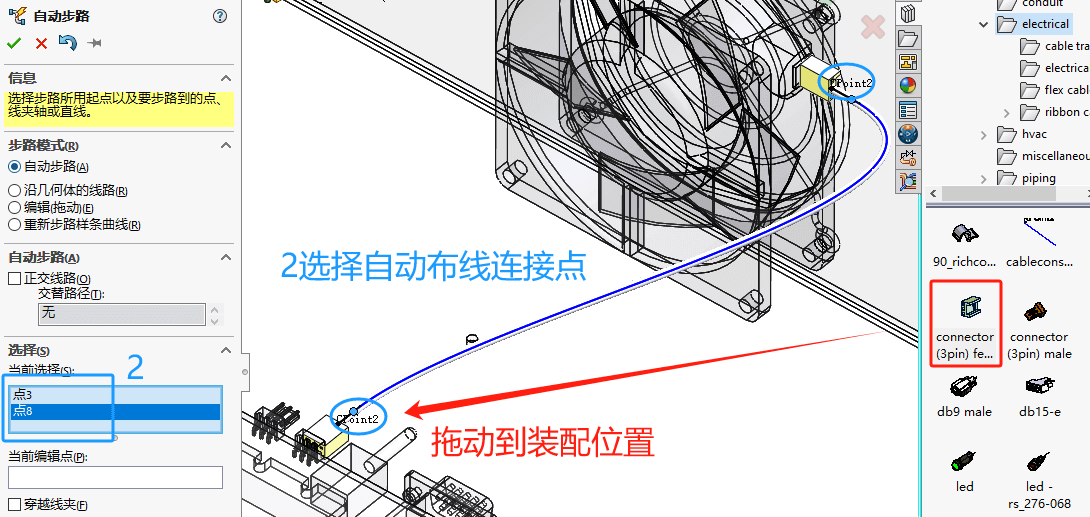 自动步路
信息
选择步路所用起点以及要步路到的点、
线夹轴或直线。
步路模式(R)
自动步路(A)
沿几何体的线路(R)
编辑(拖动)(E)
重新步路样条曲线(R)
自动步路(A)
正交线路(O)
交替路径(T):
无
选择(S)
当前选择(S):
2
点3
点8
当前编辑点(P):
穿越线夹(F)
CPoint2
2选择自动布线连接点
CPoint2
拖动到装配位置
conduit
electrical
cable tra
electrica
flex cabl
ribbon c
hvac
miscellaneous
piping
90_richco...
cablecons...
connector
(3pin) fe...
connector
(3pin) male
db9 male
db15-e
led
led -
rs_276-068